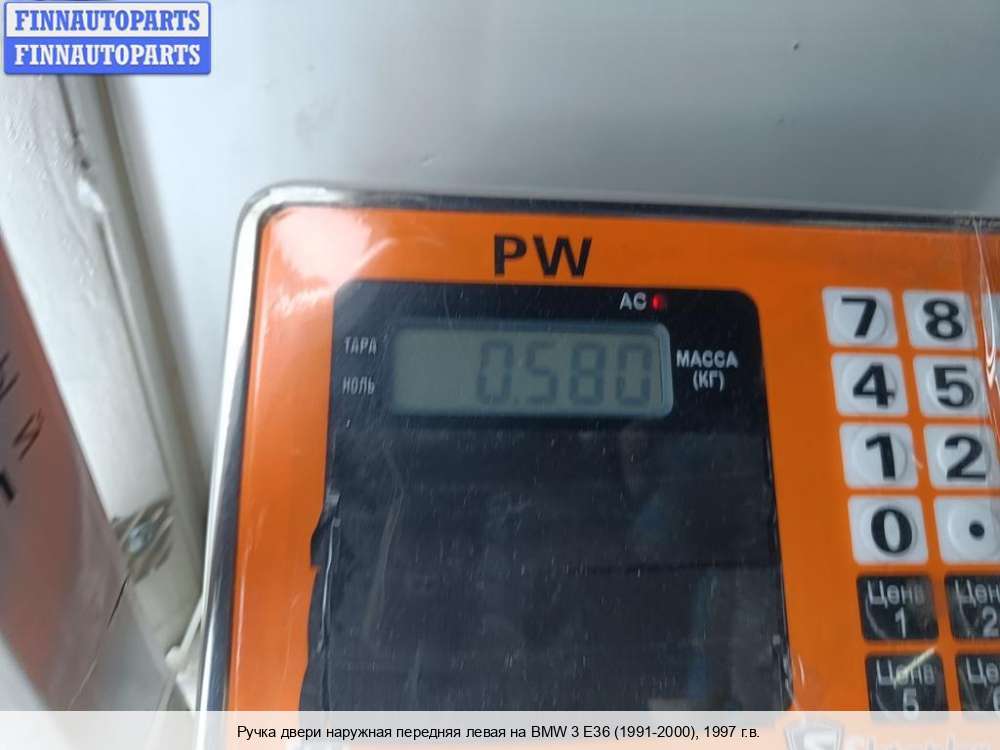 FINNAUTOPARTS
FINNAUTOPARTS
PW
AC
ТАРА
0.580
МАССА
(КГ)
НОЛЬ
7 8
4 5
1 2
0 •
Цена 1
2
Цена 5
Ручка двери наружная передняя левая на BMW 3 E36 (1991-2000), 1997 г.в.